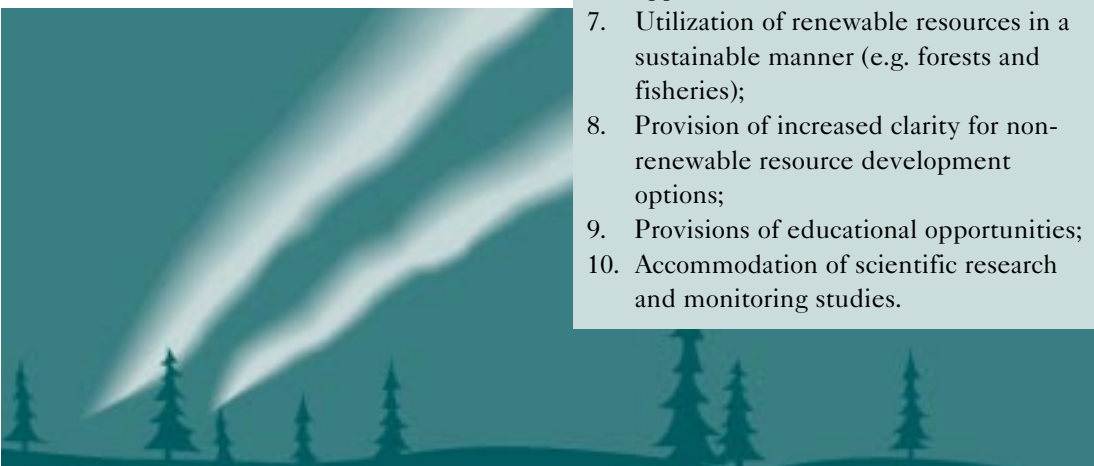 7. Utilization of renewable resources in a
sustainable manner (e.g. forests and
fisheries);
8. Provision of increased clarity for non-
renewable resource development
options;
9. Provisions of educational opportunities;
10. Accommodation of scientific research
and monitoring studies.